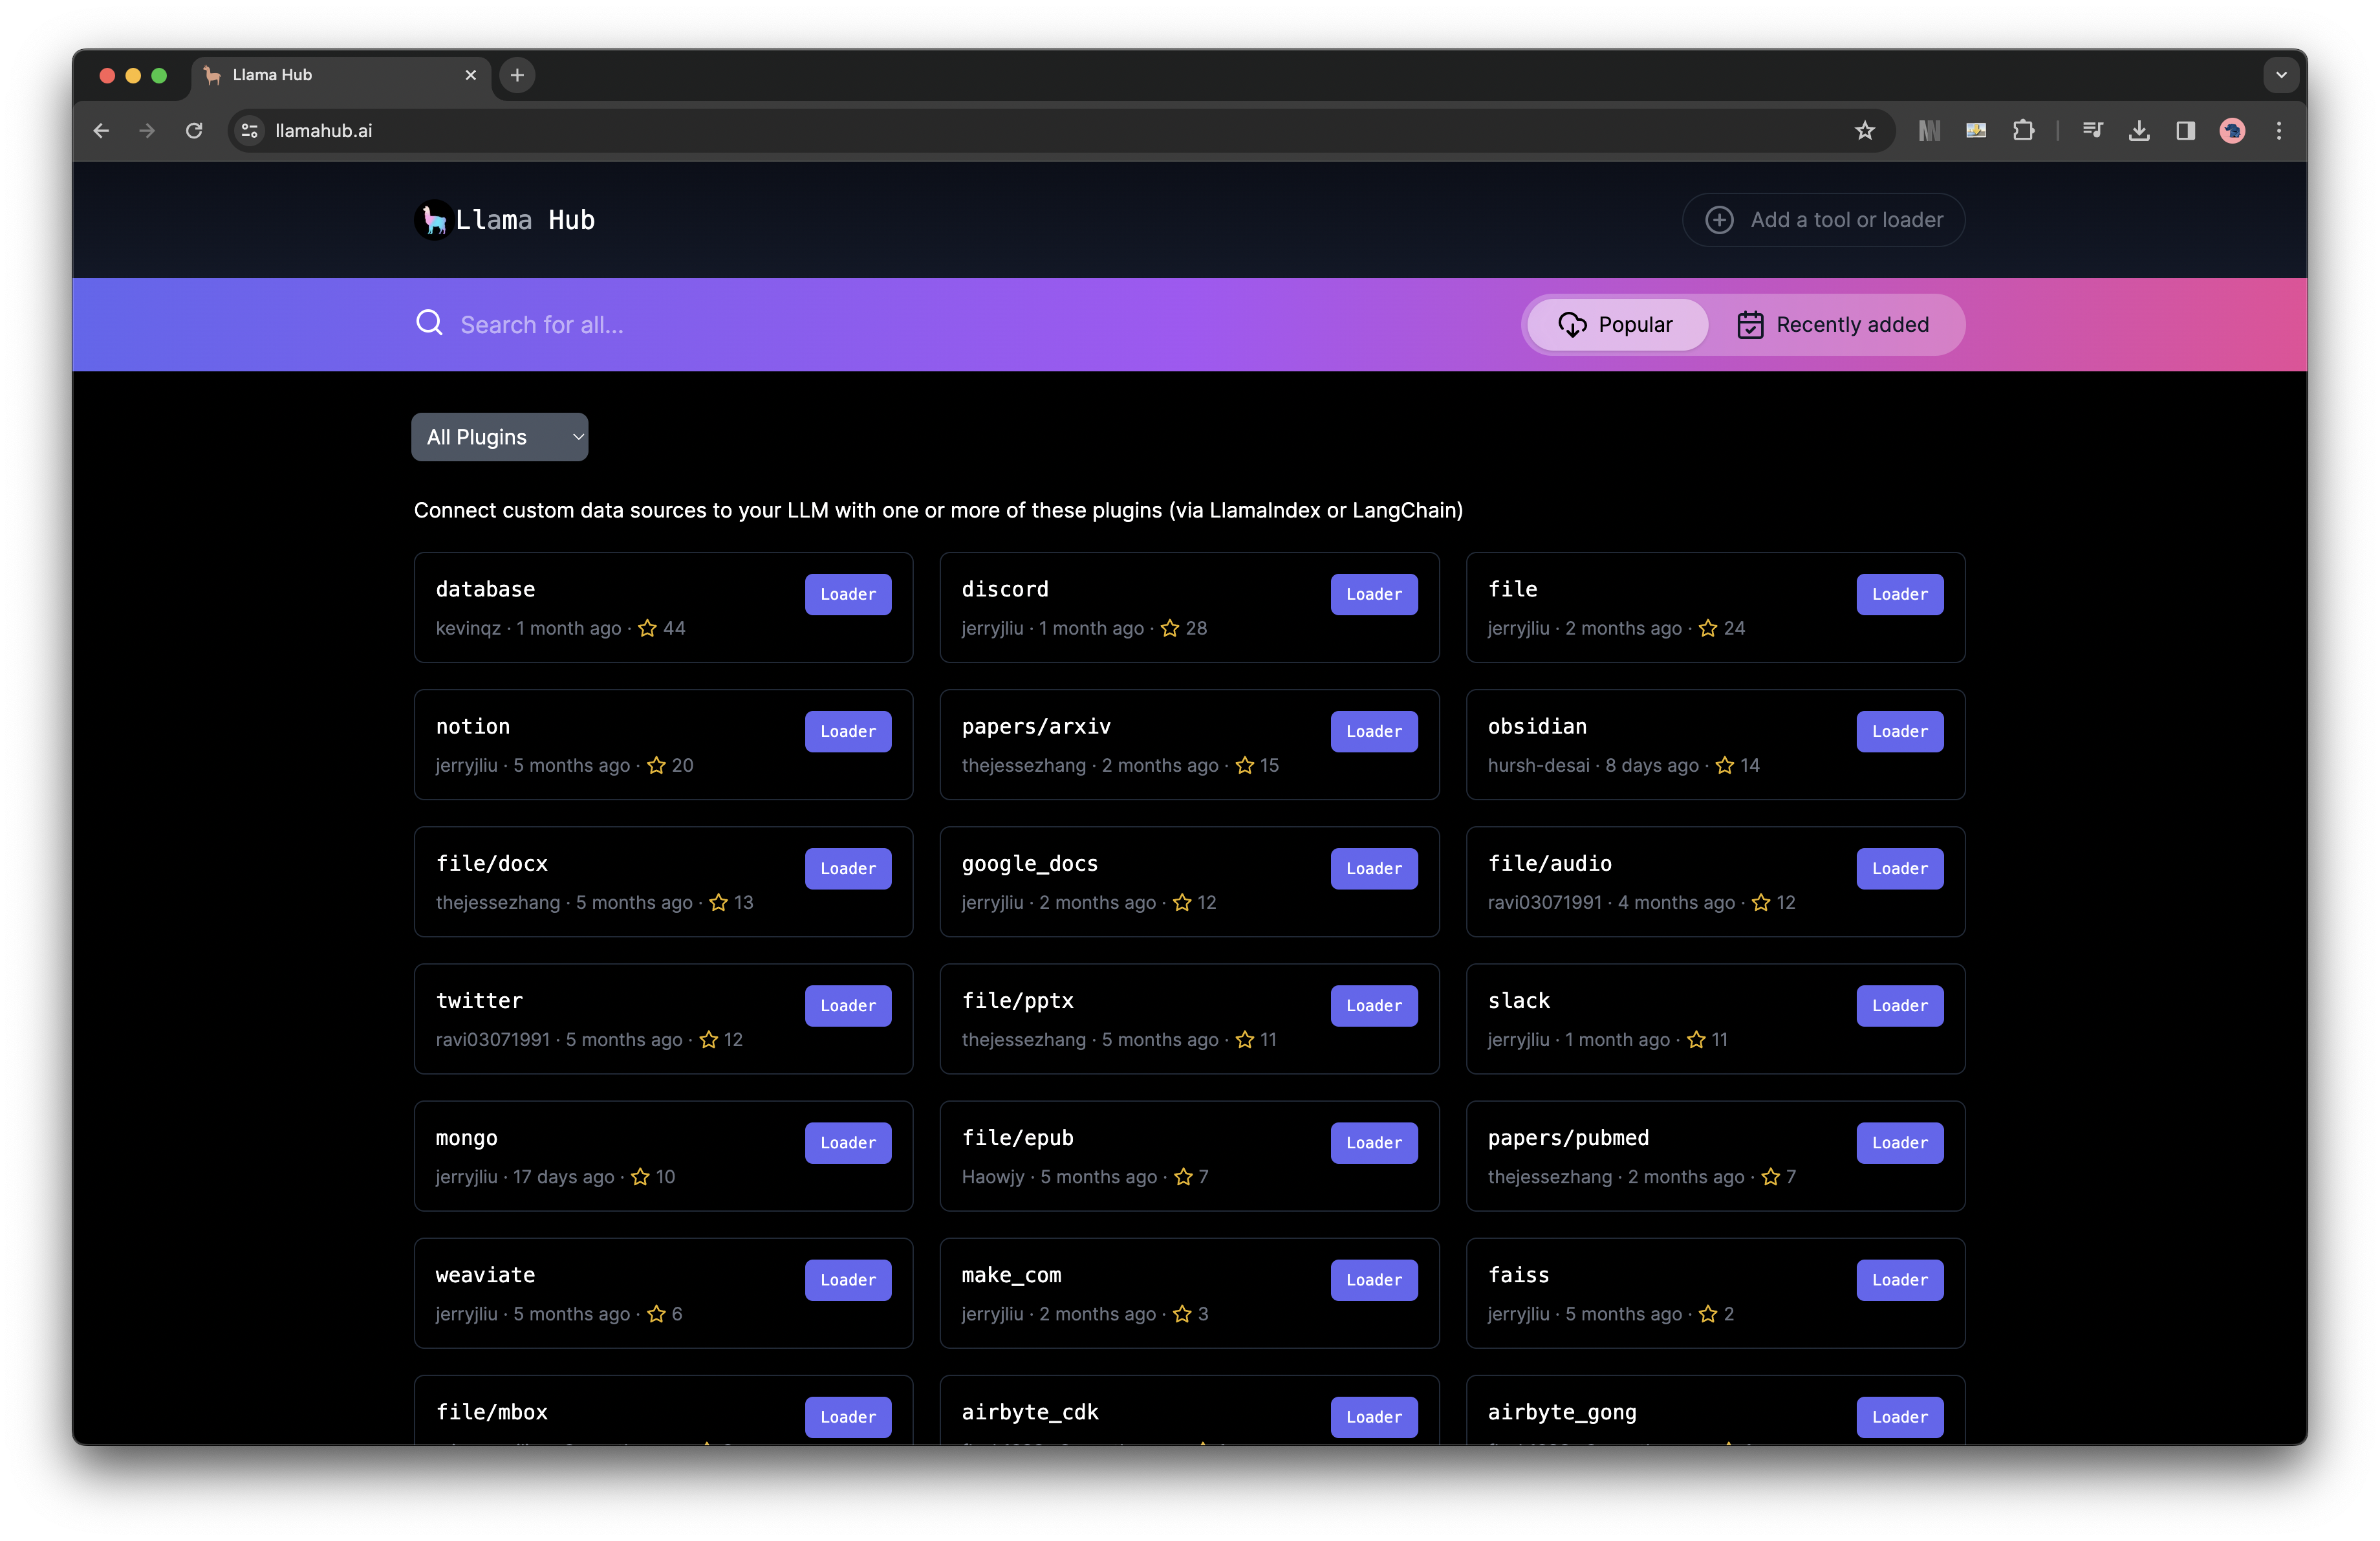 Llama Hub
llamahub.ai
Llama Hub
Add a tool or loader
Search for all...
Popular
Recently added
All Plugins
Connect custom data sources to your LLM with one or more of these plugins (via LlamaIndex or LangChain)
database
Loader
kevinqz · 1 month ago · 44
discord
Loader
jerryjliu · 1 month ago · 28
file
Loader
jerryjliu · 2 months ago · 24
notion
Loader
jerryjliu · 5 months ago · 20
papers/arxiv
Loader
thejessezhang · 2 months ago · 15
obsidian
Loader
hursh-desai · 8 days ago · 14
file/docx
Loader
thejessezhang · 5 months ago · 13
google_docs
Loader
jerryjliu · 2 months ago · 12
file/audio
Loader
ravi03071991 · 4 months ago · 12
twitter
Loader
ravi03071991 · 5 months ago · 12
file/pptx
Loader
thejessezhang · 5 months ago · 11
slack
Loader
jerryjliu · 1 month ago · 11
mongo
Loader
jerryjliu · 17 days ago · 10
file/epub
Loader
Haowjy · 5 months ago · 7
papers/pubmed
Loader
thejessezhang · 2 months ago · 7
weaviate
Loader
jerryjliu · 5 months ago · 6
make_com
Loader
jerryjliu · 2 months ago · 3
faiss
Loader
jerryjliu · 5 months ago · 2
file/mbox
Loader
airbyte_cdk
Loader
airbyte_gong
Loader